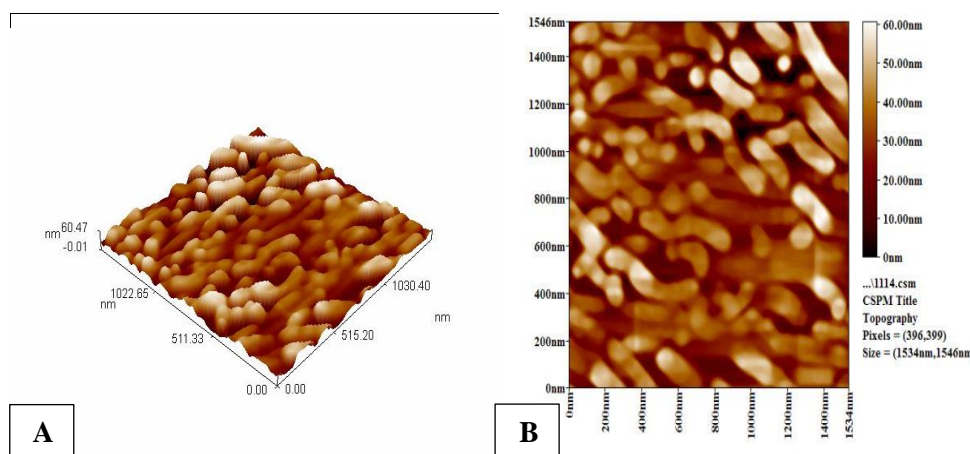 60.47
nm
-0.01
1022.65
nm
511.33
0.00
0.00
515.20
1030.40
nm
A
1546nm
1400nm
1200nm
1000nm
800nm
600nm
400nm
200nm
0nm
0nm
200nm
400nm
600nm
800nm
1000nm
1200nm
1400nm
1534nm
60.00nm
50.00nm
40.00nm
30.00nm
20.00nm
10.00nm
0nm
...\1114.csm
CSPM Title
Topography
Pixels = (396,399)
Size = (1534nm,1546nm
B